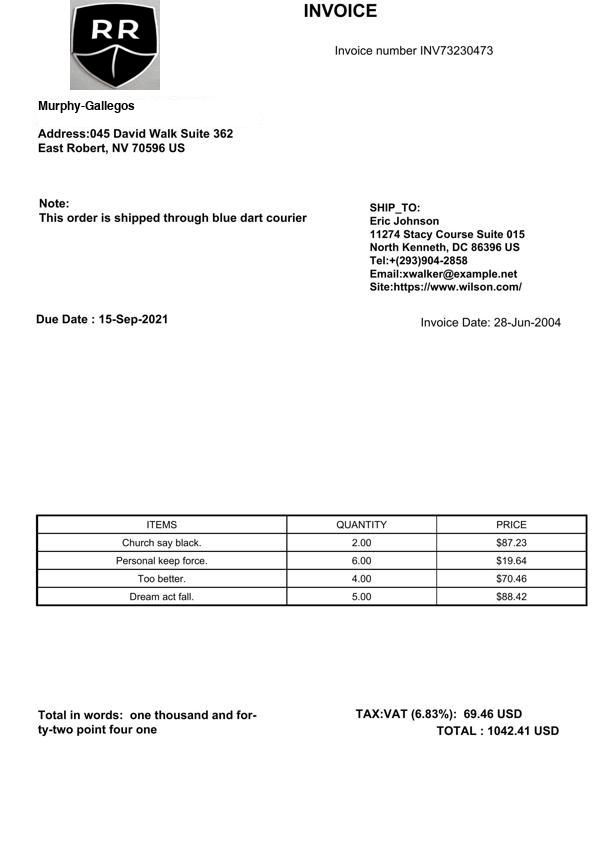 RR
INVOICE
Invoice number INV73230473
Murphy-Gallegos
Address:045 David Walk Suite 362
East Robert, NV 70596 US
Note:
This order is shipped through blue dart courier
SHIP_TO:
Eric Johnson
11274 Stacy Course Suite 015
North Kenneth, DC 86396 US
Tel:+(293)904-2858
Email:xwalker@example.net
Site:https://www.wilson.com/
Due Date : 15-Sep-2021
Invoice Date: 28-Jun-2004
ITEMS QUANTITY PRICE
Church say black. 2.00 $87.23
Personal keep force. 6.00 $19.64
Too better. 4.00 $70.46
Dream act fall. 5.00 $88.42
Total in words:  one thousand and for-
ty-two point four one
TAX:VAT (6.83%):  69.46 USD
TOTAL : 1042.41 USD